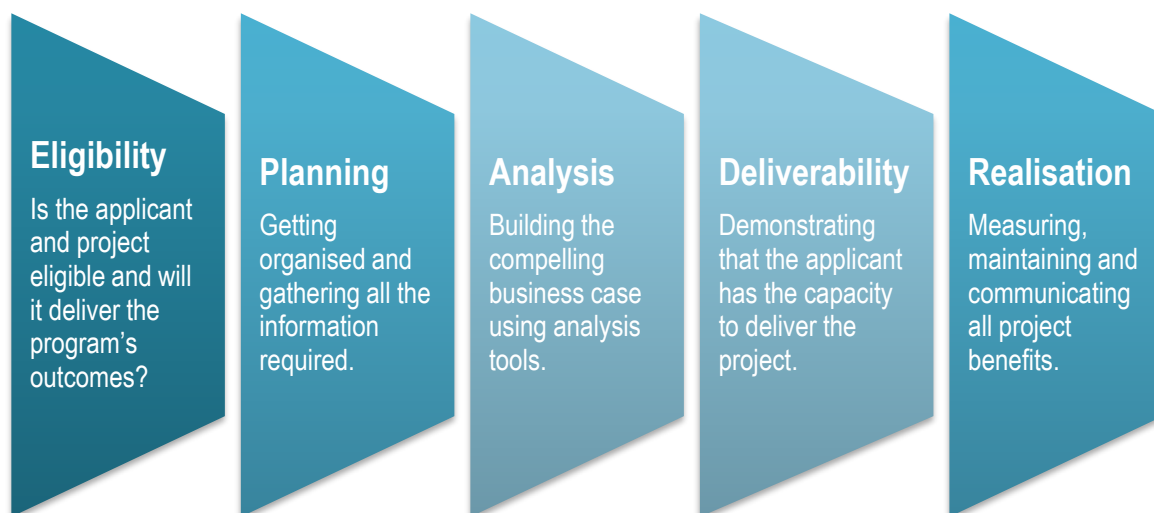 Eligibility
Is the applicant
and project
eligible and will
it deliver the
program’s
outcomes?
Planning
Getting
organised and
gathering all the
information
required.
Analysis
Building the
compelling
business case
using analysis
tools.
Deliverability
Demonstrating
that the applicant
has the capacity
to deliver the
project.
Realisation
Measuring,
maintaining and
communicating
all project
benefits.